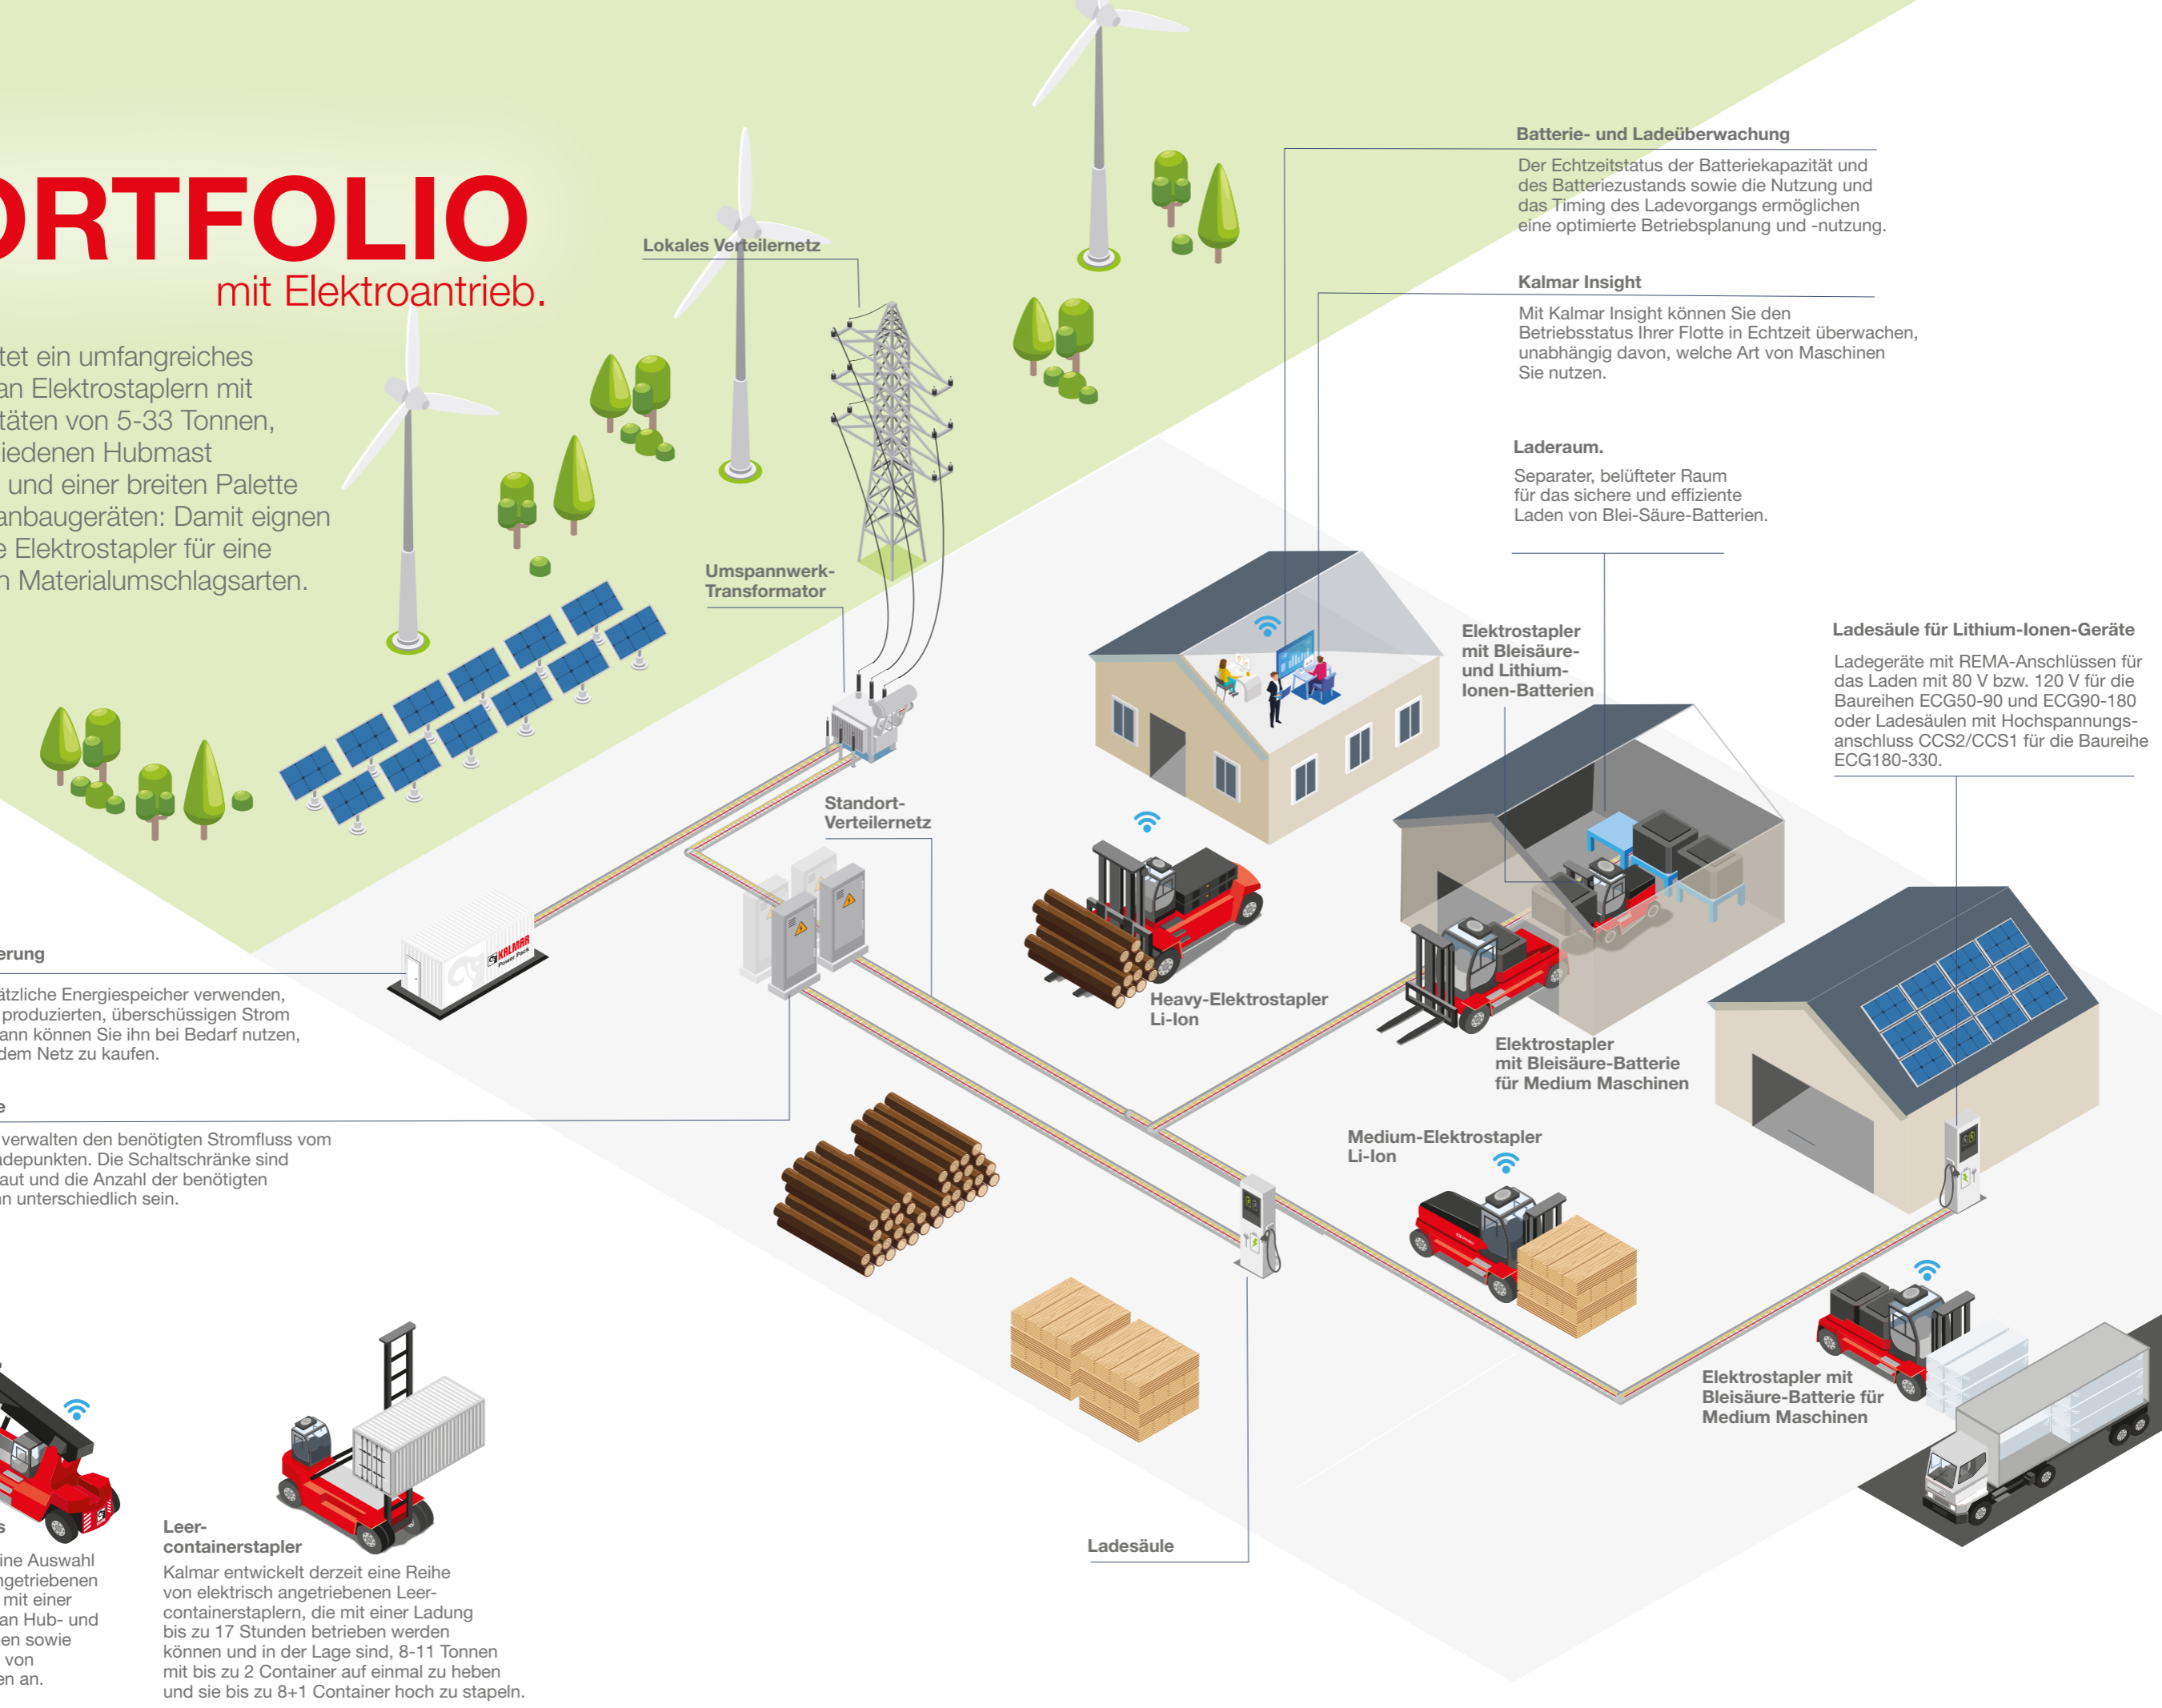 ORTFOLIO
mit Elektroantrieb.
tet ein umfangreiches
an Elektrostaplern mit
täten von 5-33 Tonnen,
iedenen Hubmast
und einer breiten Palette
anbaugeräten: Damit eignen
e Elektrostapler für eine
n Materialumschlagsarten.
Lokales Verteilernetz
Umspannwerk-
Transformator
Standort-
Verteilernetz
Batterie- und Ladeüberwachung
Der Echtzeitstatus der Batteriekapazität und
des Batteriezustands sowie die Nutzung und
das Timing des Ladevorgangs ermöglichen
eine optimierte Betriebsplanung und -nutzung.
Kalmar Insight
Mit Kalmar Insight können Sie den
Betriebsstatus Ihrer Flotte in Echtzeit überwachen,
unabhängig davon, welche Art von Maschinen
Sie nutzen.
Laderaum.
Separater, belüfteter Raum
für das sichere und effiziente
Laden von Blei-Säure-Batterien.
Elektrostapler
mit Bleisäure-
und Lithium-
Ionen-Batterien
Ladesäule für Lithium-Ionen-Geräte
Ladegeräte mit REMA-Anschlüssen für
das Laden mit 80 V bzw. 120 V für die
Baureihen ECG50-90 und ECG90-180
oder Ladesäulen mit Hochspannungs-
anschluss CCS2/CCS1 für die Baureihe
ECG180-330.
KALMAR
Power Pack
erung
ätzliche Energiespeicher verwenden,
produzierten, überschüssigen Strom
ann können Sie ihn bei Bedarf nutzen,
dem Netz zu kaufen.
e
verwalten den benötigten Stromfluss vom
adepunkten. Die Schaltschränke sind
aut und die Anzahl der benötigten
nn unterschiedlich sein.
Heavy-Elektrostapler
Li-Ion
Elektrostapler
mit Bleisäure-Batterie
für Medium Maschinen
Medium-Elektrostapler
Li-Ion
Elektrostapler mit
Bleisäure-Batterie für
Medium Maschinen
Ladesäule
s
ine Auswahl
ngetriebenen
mit einer
an Hub- und
en sowie
von
en an.
Leer-
containerstapler
Kalmar entwickelt derzeit eine Reihe
von elektrisch angetriebenen Leer-
containerstaplern, die mit einer Ladung
bis zu 17 Stunden betrieben werden
können und in der Lage sind, 8-11 Tonnen
mit bis zu 2 Container auf einmal zu heben
und sie bis zu 8+1 Container hoch zu stapeln.